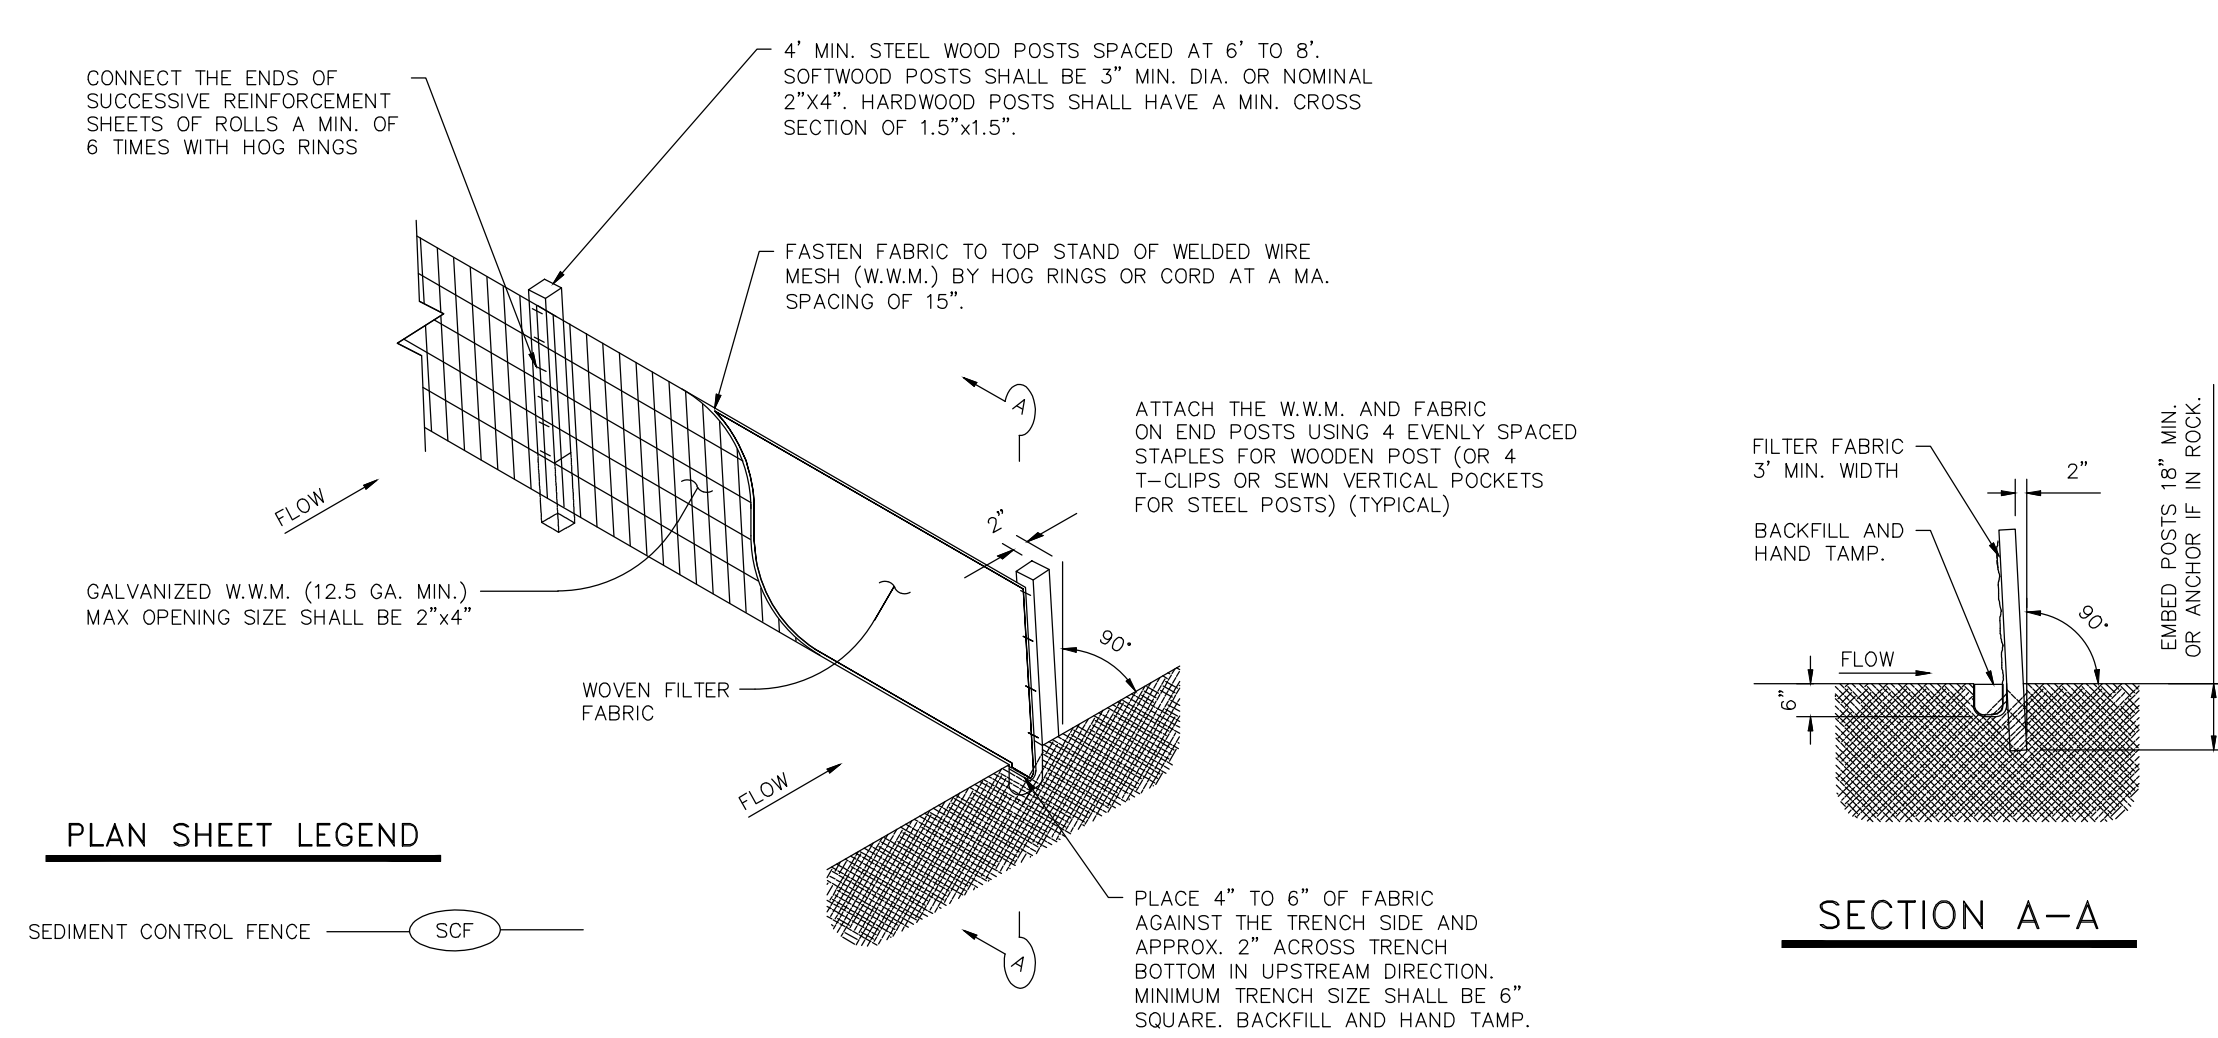 CONNECT THE ENDS OF
SUCCESSIVE REINFORCEMENT
SHEETS OF ROLLS A MIN. OF
6 TIMES WITH HOG RINGS
4' MIN. STEEL WOOD POSTS SPACED AT 6' TO 8'.
SOFTWOOD POSTS SHALL BE 3" MIN. DIA. OR NOMINAL
2"X4". HARDWOOD POSTS SHALL HAVE A MIN. CROSS
SECTION OF 1.5"x1.5".
FASTEN FABRIC TO TOP STAND OF WELDED WIRE
MESH (W.W.M.) BY HOG RINGS OR CORD AT A MA.
SPACING OF 15".
A
ATTACH THE W.W.M. AND FABRIC
ON END POSTS USING 4 EVENLY SPACED
STAPLES FOR WOODEN POST (OR 4
T-CLIPS OR SEWN VERTICAL POCKETS
FOR STEEL POSTS) (TYPICAL)
FLOW
2"
GALVANIZED W.W.M. (12.5 GA. MIN.)
MAX OPENING SIZE SHALL BE 2"x4"
90°
WOVEN FILTER
FABRIC
FLOW
PLACE 4" TO 6" OF FABRIC
AGAINST THE TRENCH SIDE AND
APPROX. 2" ACROSS TRENCH
BOTTOM IN UPSTREAM DIRECTION.
MINIMUM TRENCH SIZE SHALL BE 6"
SQUARE. BACKFILL AND HAND TAMP.
A
PLAN SHEET LEGEND
SEDIMENT CONTROL FENCE
SCF
FILTER FABRIC
3' MIN. WIDTH
2"
BACKFILL AND
HAND TAMP.
EMBED POSTS 18" MIN.
OR ANCHOR IF IN ROCK.
90°
FLOW
6"
SECTION A-A